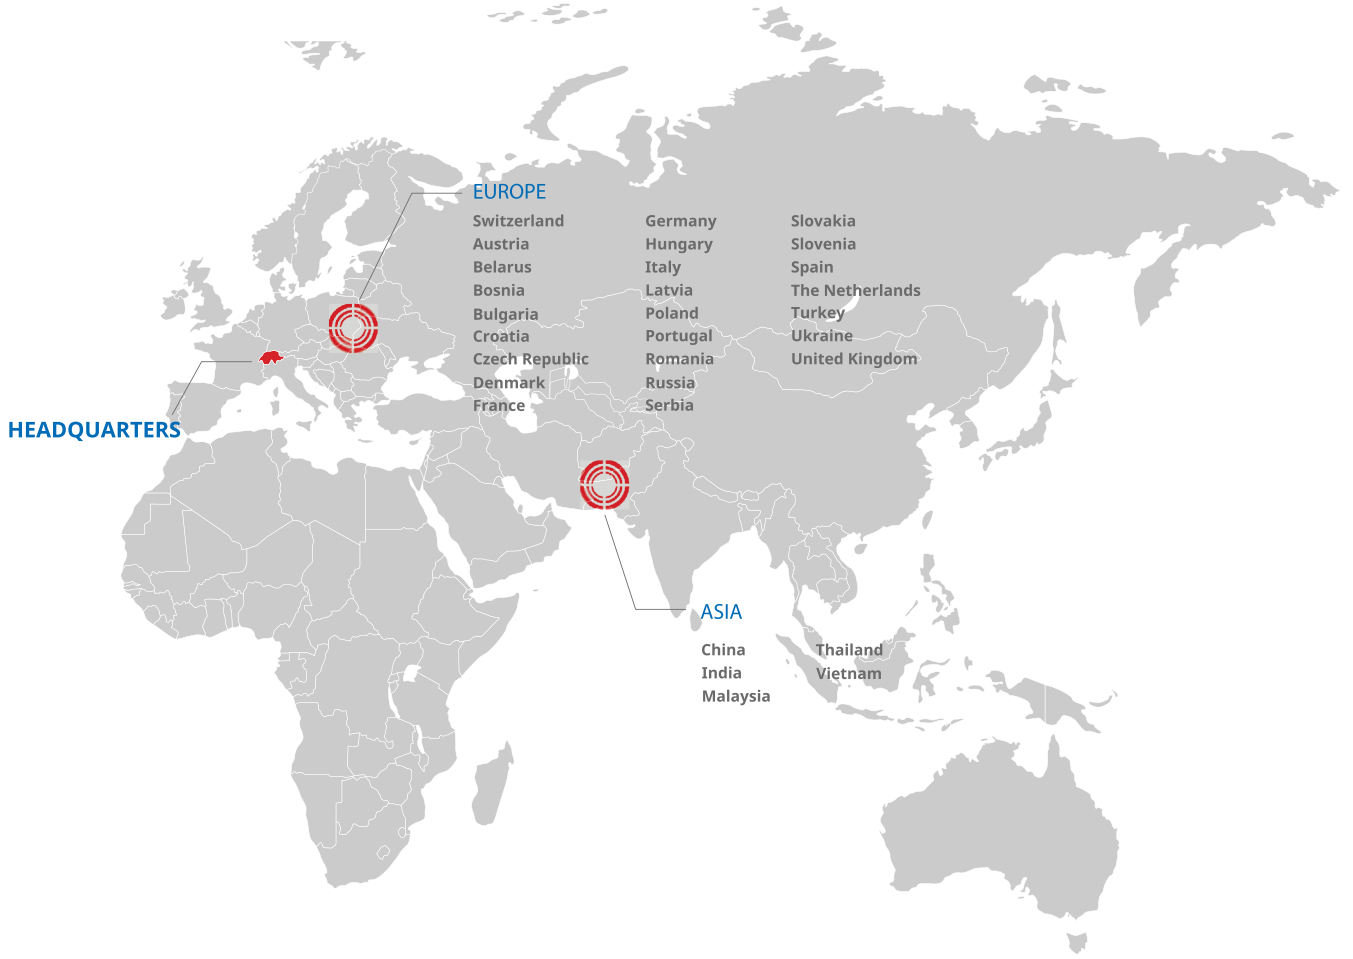 EUROPE
Switzerland
Austria
Belarus
Bosnia
Bulgaria
Croatia
Czech Republic
Denmark
France
Germany
Hungary
Italy
Latvia
Poland
Portugal
Romania
Russia
Serbia
Slovakia
Slovenia
Spain
The Netherlands
Turkey
Ukraine
United Kingdom
HEADQUARTERS
ASIA
China
India
Malaysia
Thailand
Vietnam